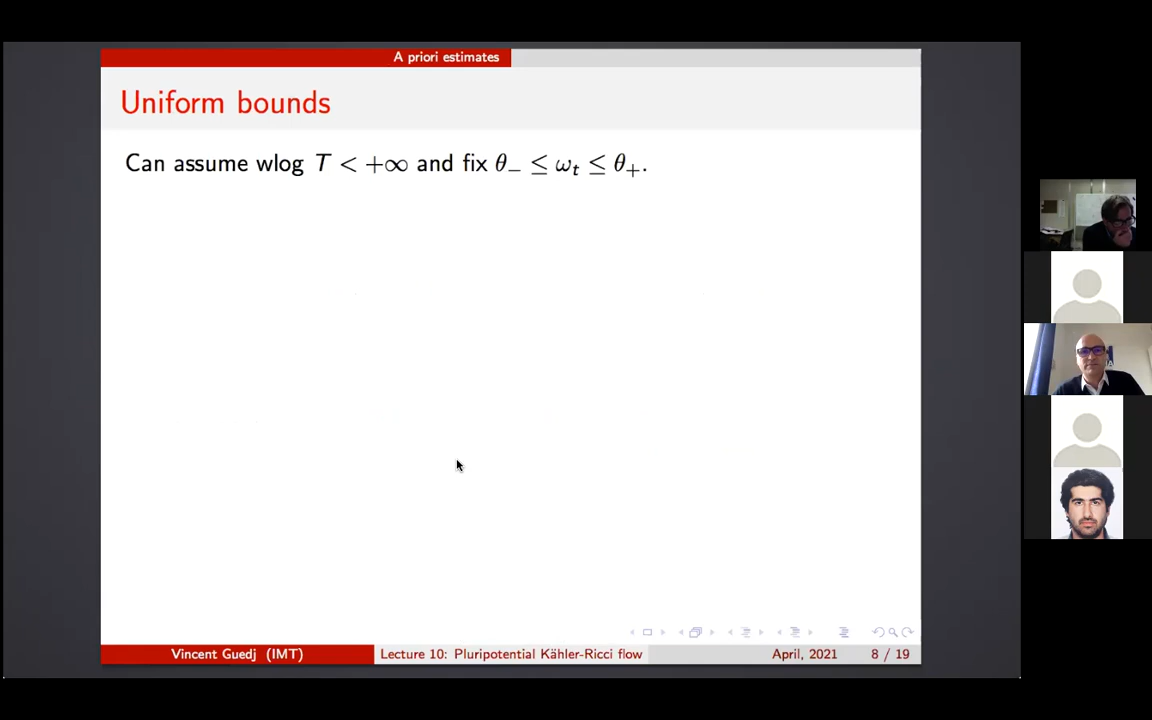 A priori estimates
Uniform bounds
Can assume wlog T < +∞ and fix θ₋ ≤ ωₜ ≤ θ₊.
Vincent Guedj (IMT)
Lecture 10: Pluripotential Kähler-Ricci flow
April, 2021
8 / 19